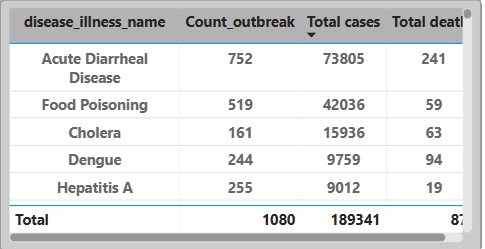 disease_illness_name Count_outbreak Total cases Total death
Acute Diarrheal 752 73805 241
Disease
Food Poisoning 519 42036 59
Cholera 161 15936 63
Dengue 244 9759 94
Hepatitis A 255 9012 19
Total 1080 189341 87